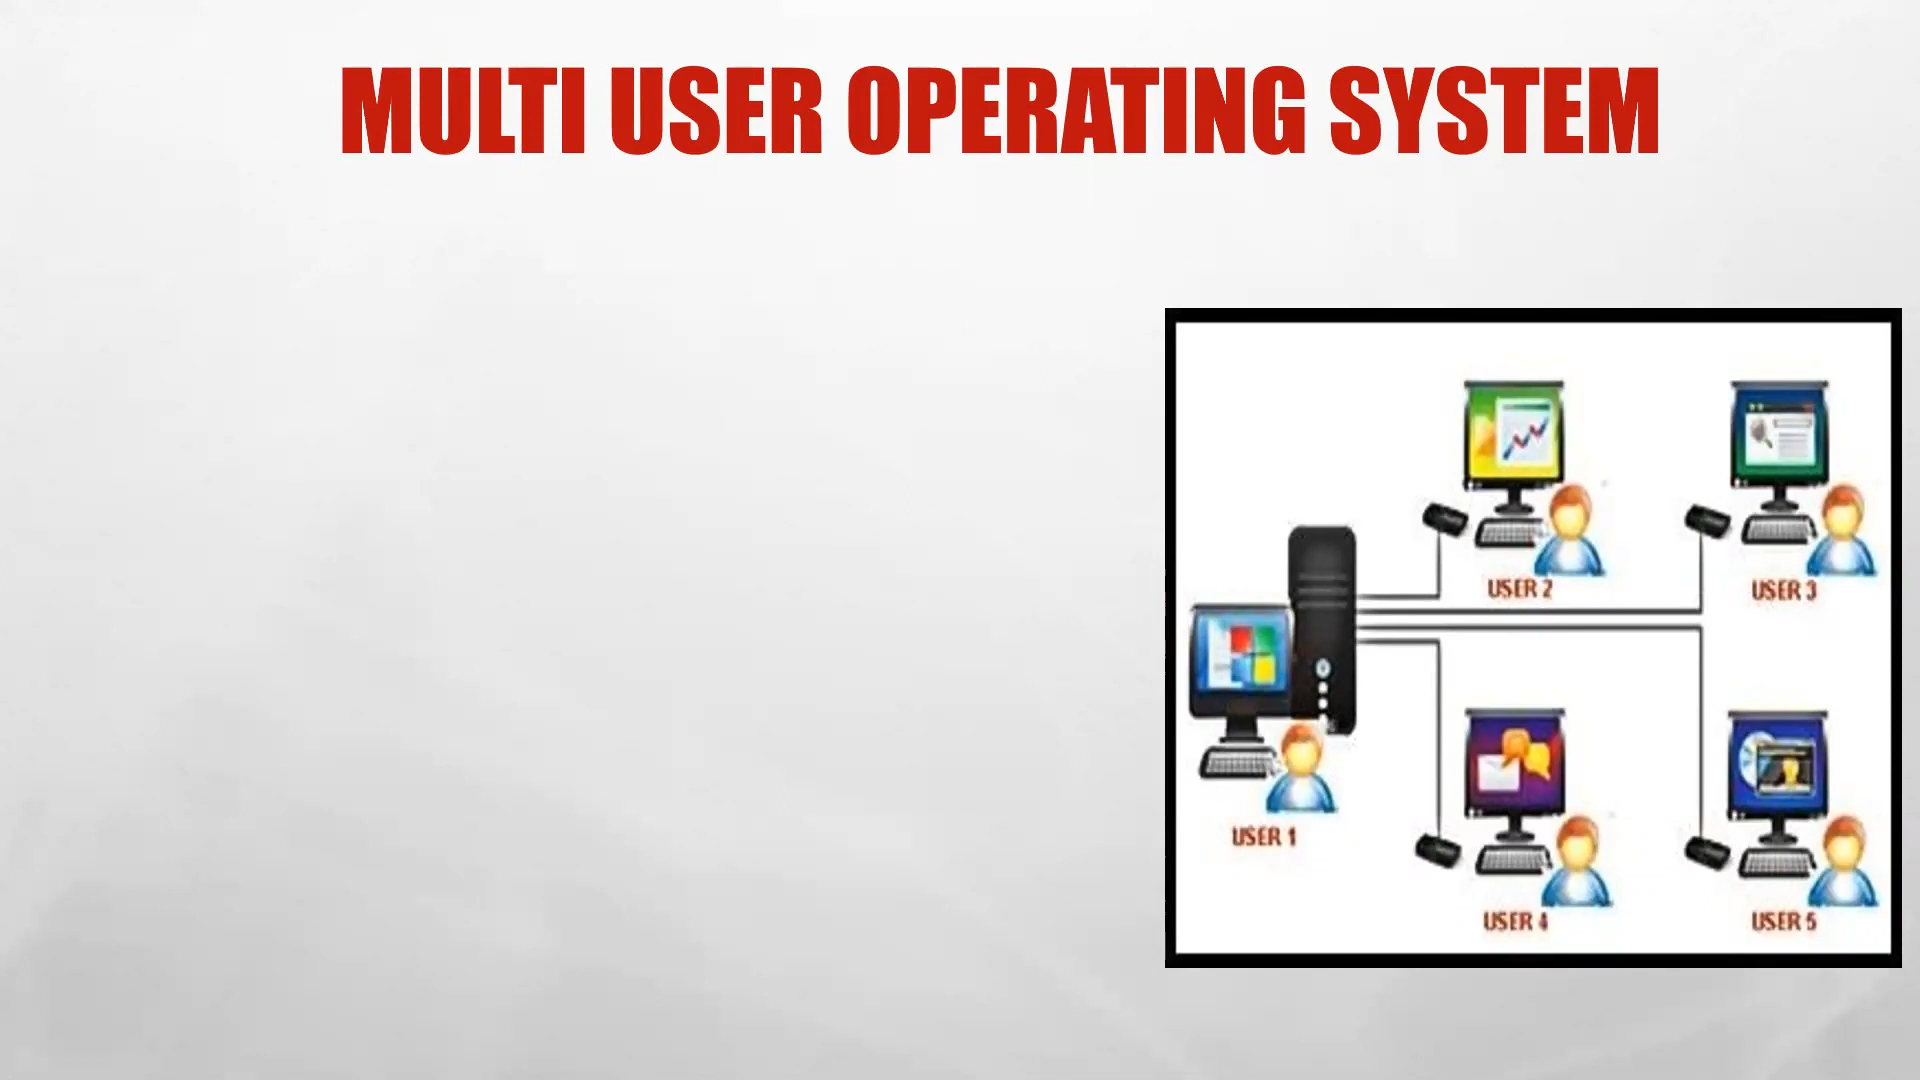 MULTI USER OPERATING SYSTEM
USER 2
USER 3
USER 1
USER 4
USER 5